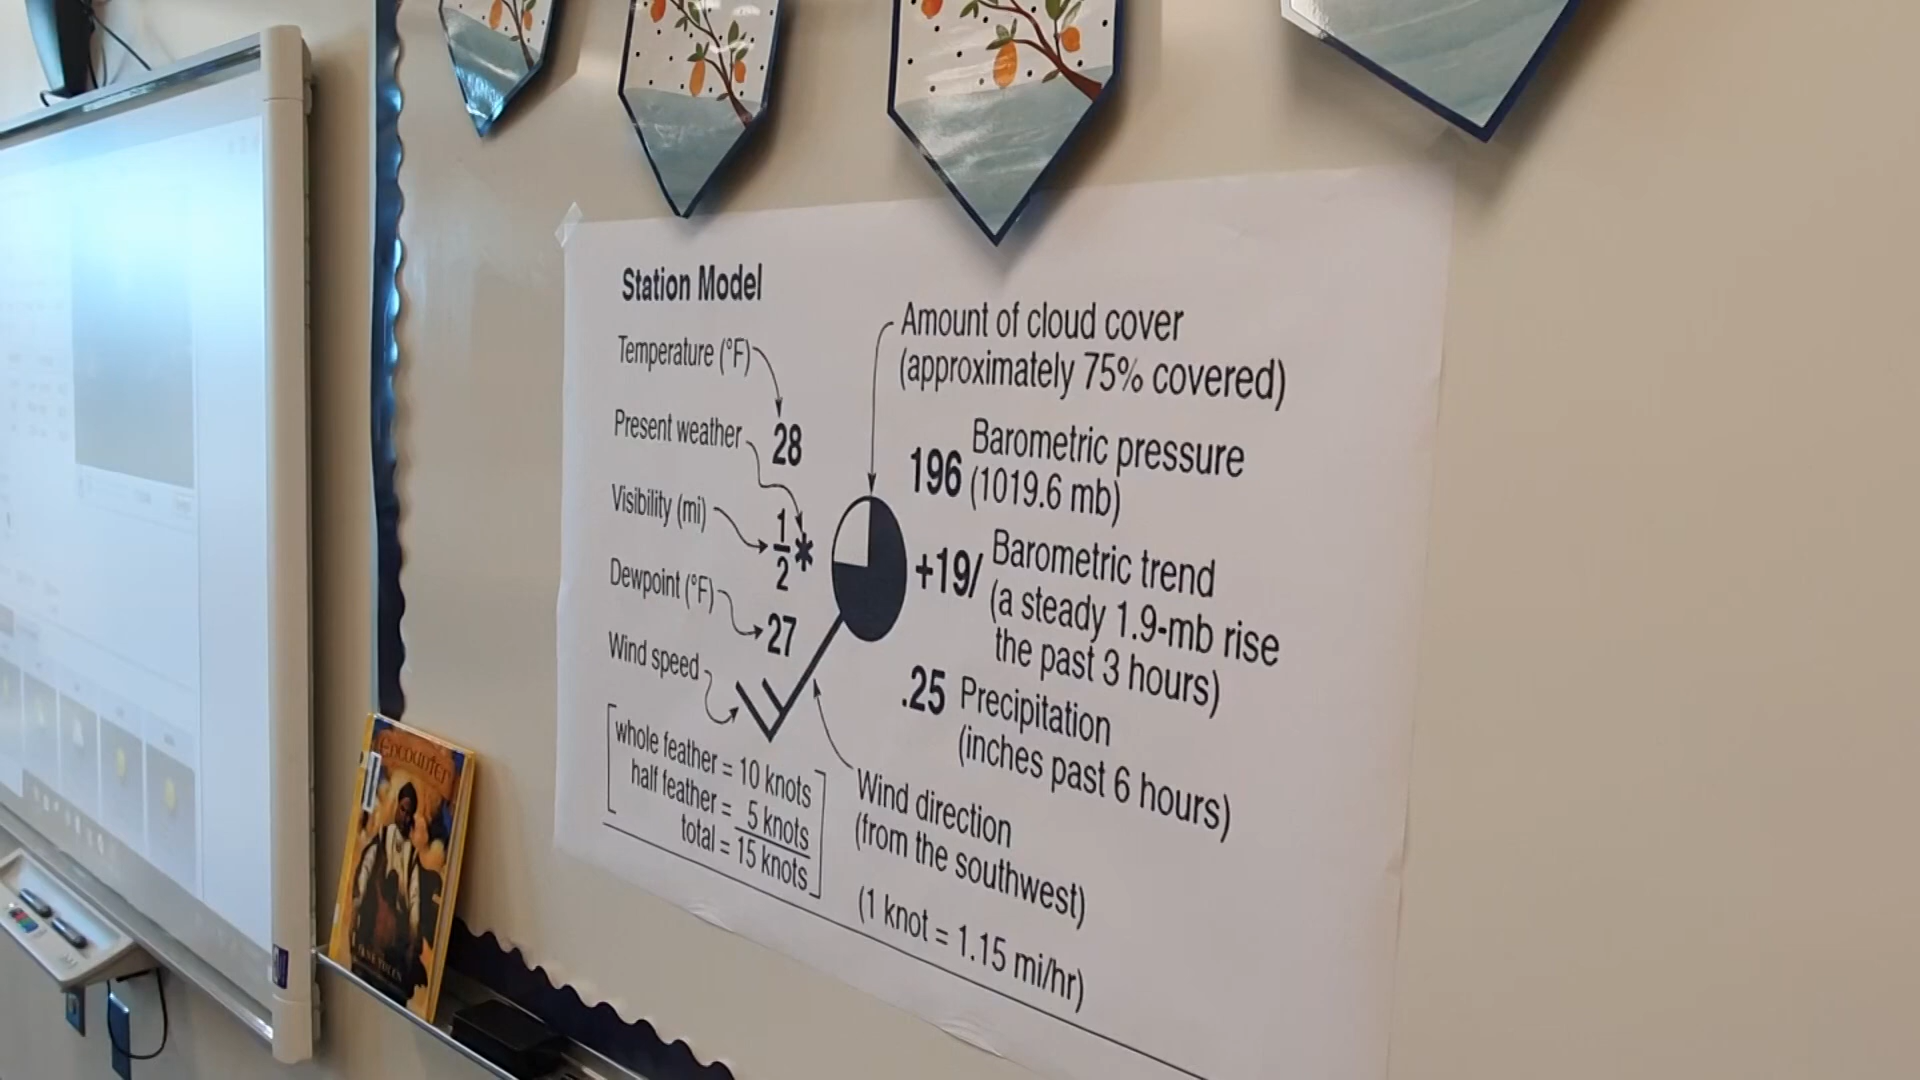 Station Model
Temperature (°F)
28
Present weather
Visibility (mi)
1/2
Dewpoint (°F)
27
Wind speed
whole feather = 10 knots
half feather = 5 knots
total = 15 knots
Amount of cloud cover
(approximately 75% covered)
196 Barometric pressure
(1019.6 mb)
+19/ Barometric trend
(a steady 1.9-mb rise
the past 3 hours)
.25 Precipitation
(inches past 6 hours)
Wind direction
(from the southwest)
(1 knot = 1.15 mi/hr)
encounter
JANE YOLEN